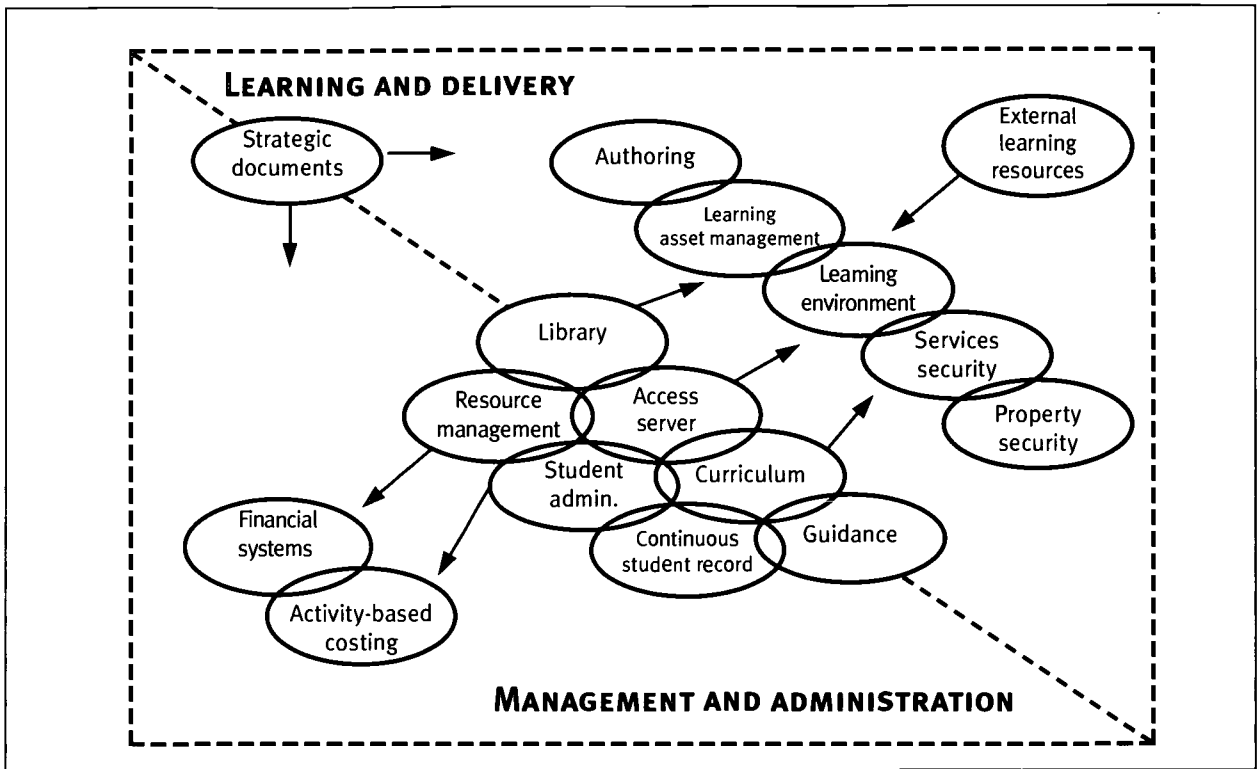 LEARNING AND DELIVERY
Strategic
documents
Authoring
External
learning
resources
Learning
asset management
Learning
environment
Library
Services
security
Resource
management
Access
server
Property
security
Student
admin.
Curriculum
Financial
systems
Continuous
student record
Guidance
Activity-based
costing
MANAGEMENT AND ADMINISTRATION